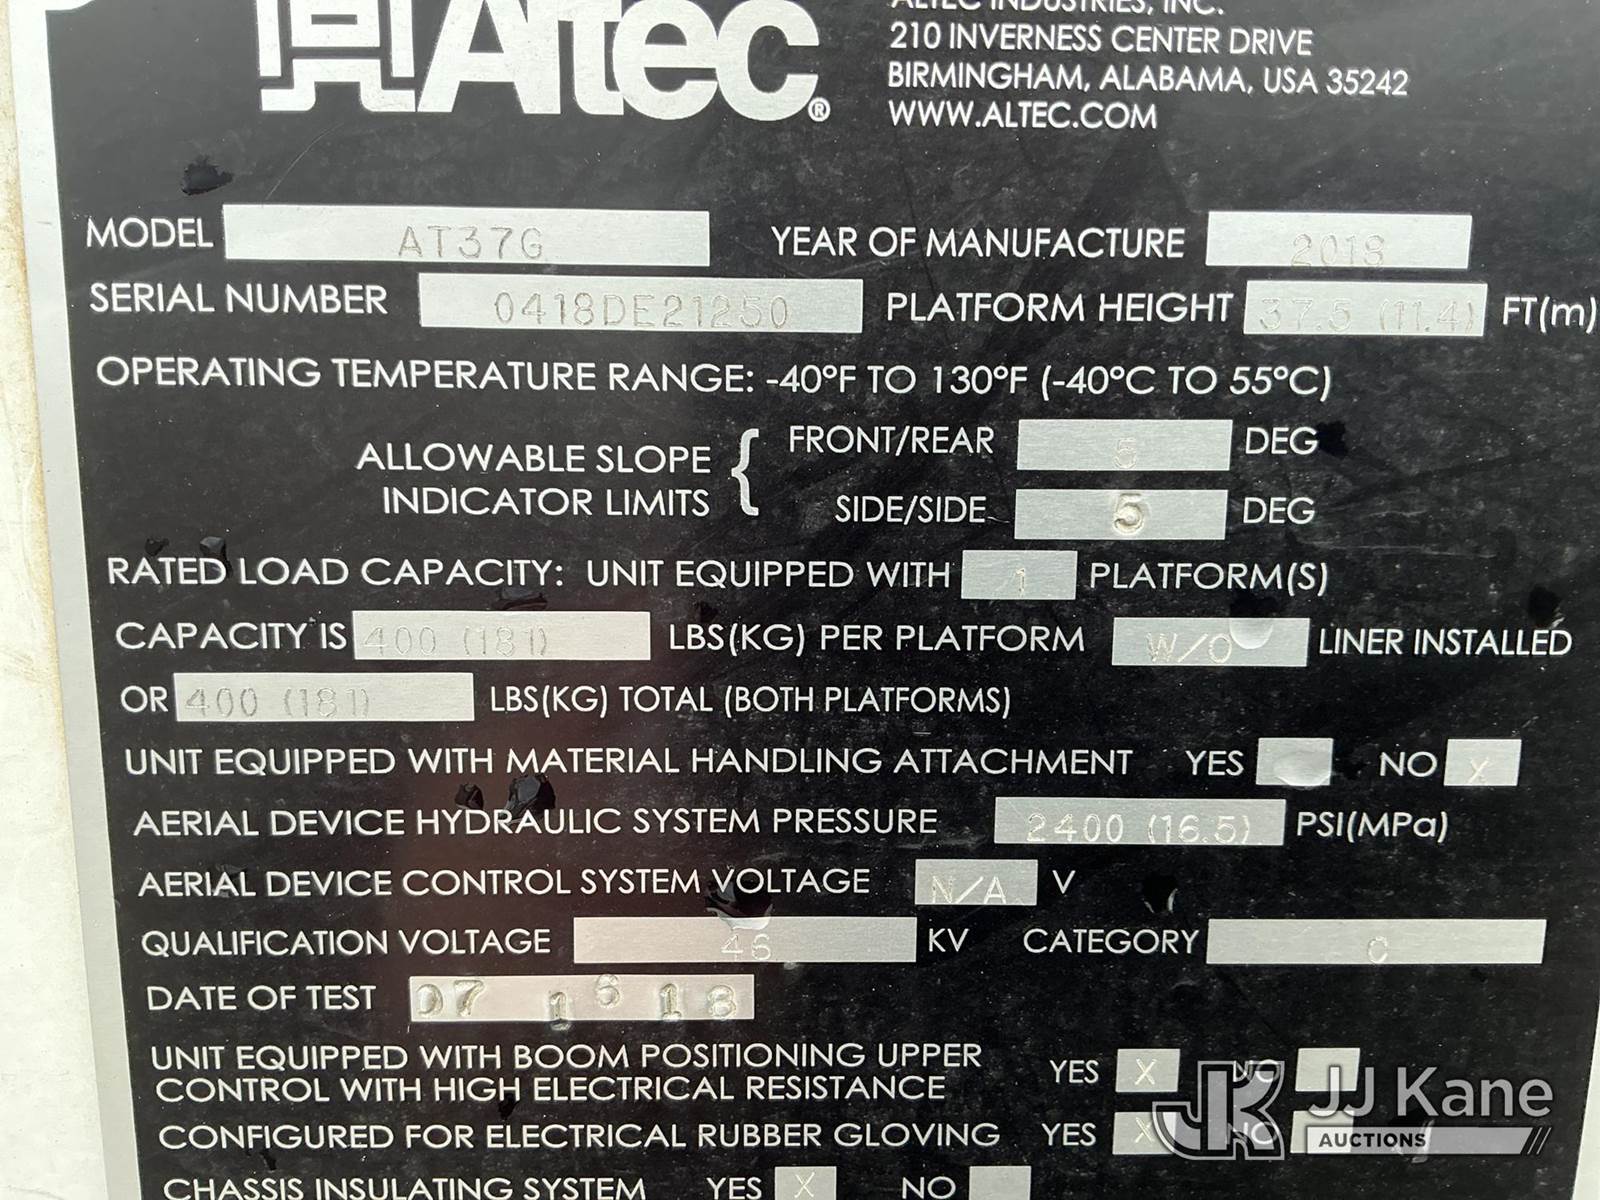 Altec®
ALTEC INDUSTRIES, INC.
210 INVERNESS CENTER DRIVE
BIRMINGHAM, ALABAMA, USA 35242
WWW.ALTEC.COM
MODEL AT37G YEAR OF MANUFACTURE 2018
SERIAL NUMBER 0418DE21250 PLATFORM HEIGHT 37.5 (11.4) FT(m)
OPERATING TEMPERATURE RANGE: -40°F TO 130°F (-40°C TO 55°C)
ALLOWABLE SLOPE INDICATOR LIMITS { FRONT/REAR 5 DEG
SIDE/SIDE 5 DEG
RATED LOAD CAPACITY: UNIT EQUIPPED WITH 1 PLATFORM(S)
CAPACITY IS 400 (181) LBS(KG) PER PLATFORM W/O LINER INSTALLED
OR 400 (181) LBS(KG) TOTAL (BOTH PLATFORMS)
UNIT EQUIPPED WITH MATERIAL HANDLING ATTACHMENT YES NO X
AERIAL DEVICE HYDRAULIC SYSTEM PRESSURE 2400 (16.5) PSI(MPa)
AERIAL DEVICE CONTROL SYSTEM VOLTAGE N/A V
QUALIFICATION VOLTAGE 46 KV CATEGORY C
DATE OF TEST 07 16 18
UNIT EQUIPPED WITH BOOM POSITIONING UPPER
CONTROL WITH HIGH ELECTRICAL RESISTANCE YES X NO
CONFIGURED FOR ELECTRICAL RUBBER GLOVING YES X NO
CHASSIS INSULATING SYSTEM YES X NO
JK JJ Kane
AUCTIONS